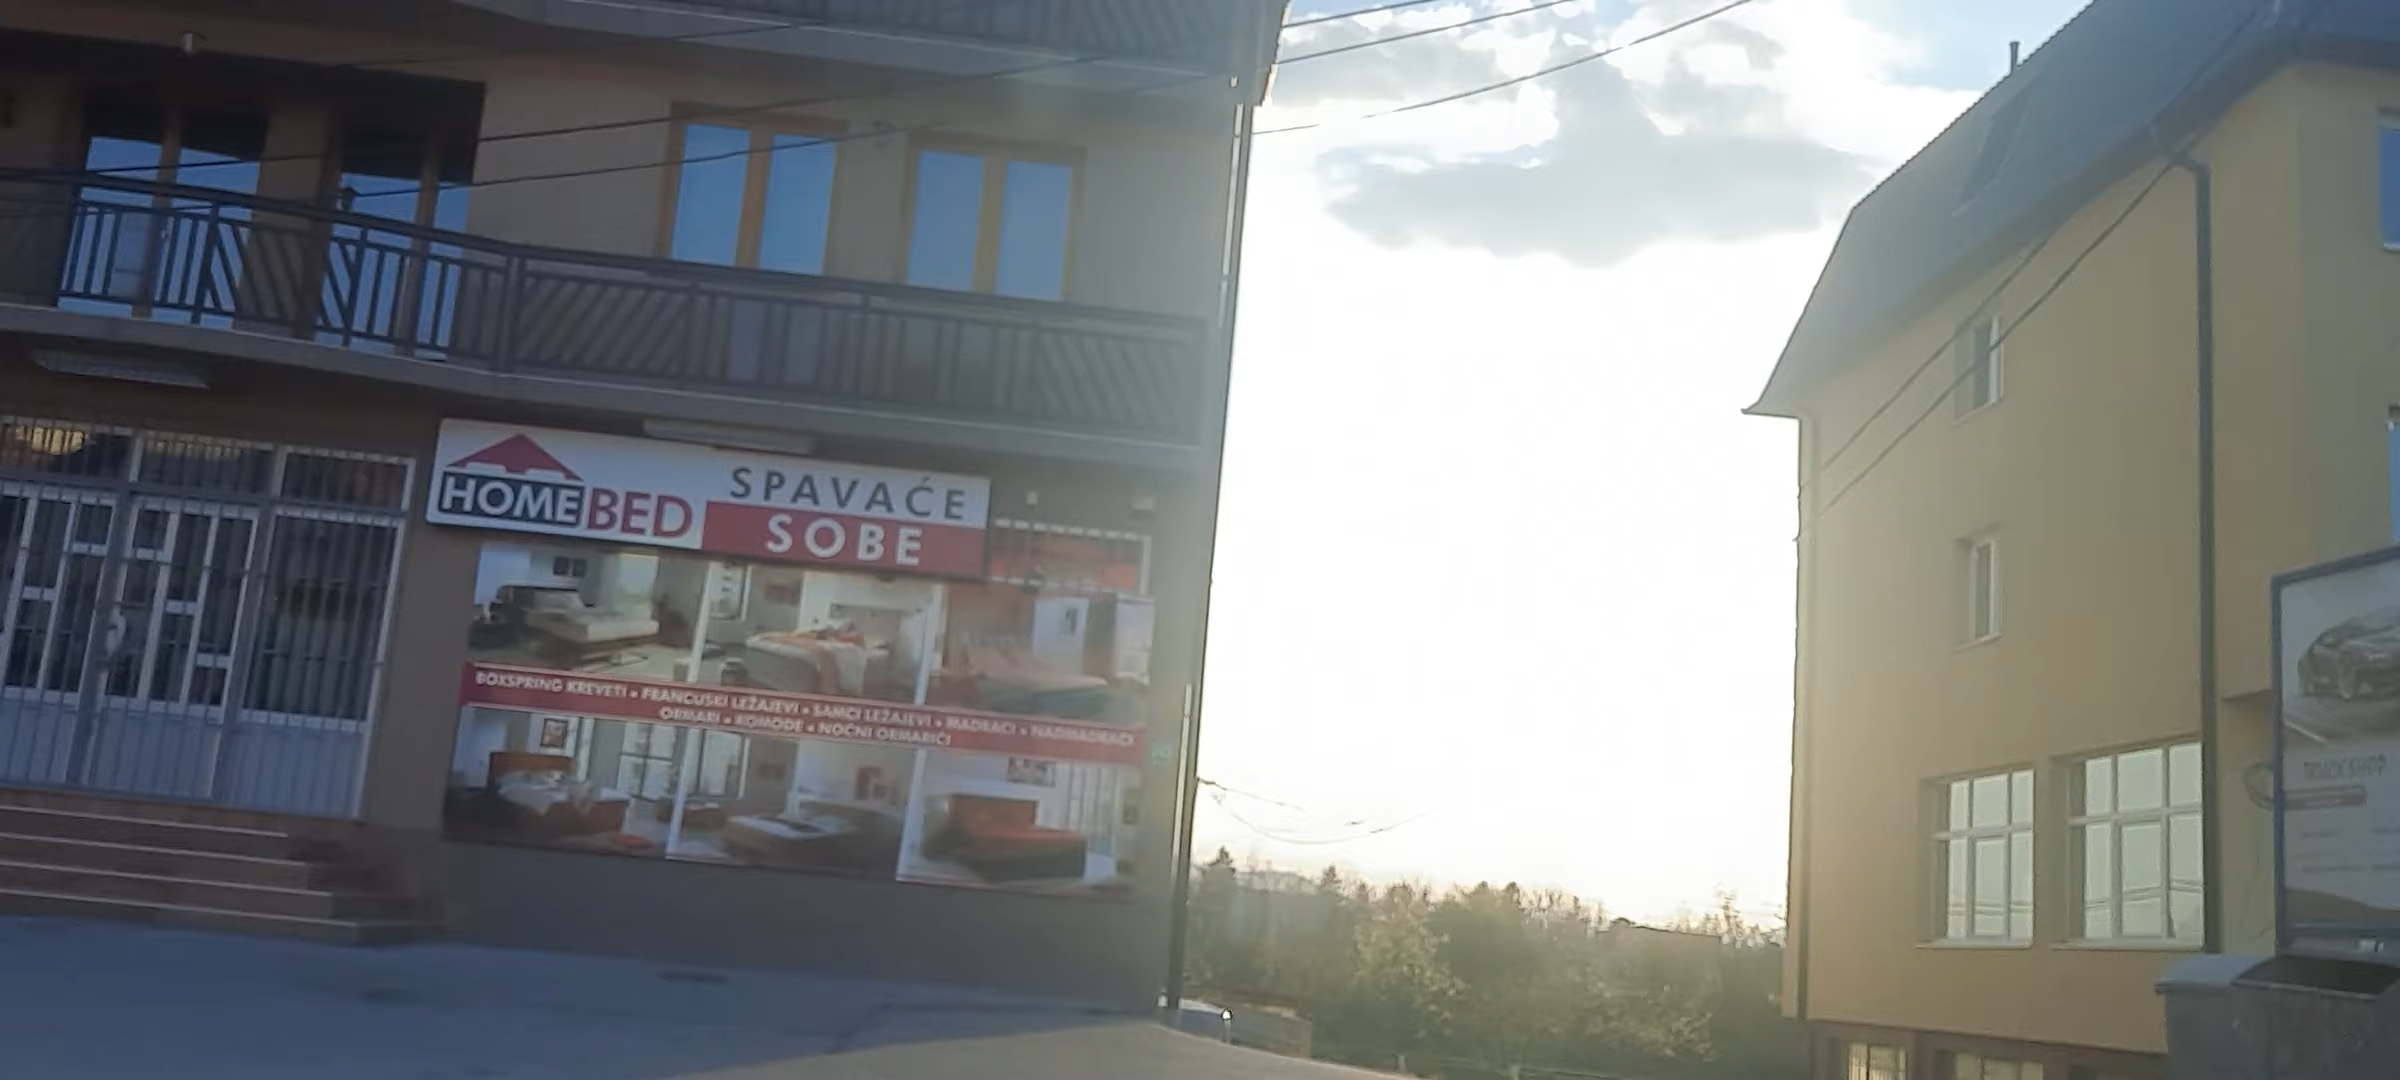 HOMEBED
SPAVAĆE
SOBE
BOXSPRING KREVETI • FRANCUSKI LEŽAJEVI • SAMCI LEŽAJEVI • MADRACI • NADMADRACI
ORMARI • KOMODE • NOĆNI ORMARIĆI